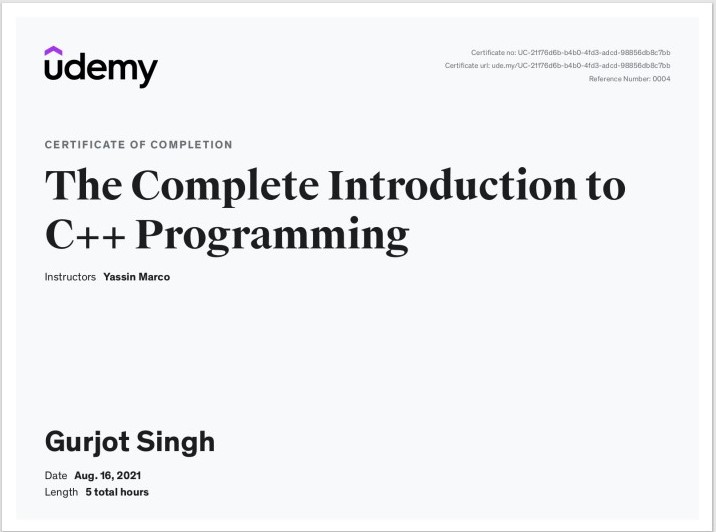 udemy
Certificate no: UC-21f76d6b-b4b0-4fd3-adcd-98856db8c7bb
Certificate url: ude.my/UC-21f76d6b-b4b0-4fd3-adcd-98856db8c7bb
Reference Number: 0004
CERTIFICATE OF COMPLETION
The Complete Introduction to
C++ Programming
Instructors Yassin Marco
Gurjot Singh
Date Aug. 16, 2021
Length 5 total hours